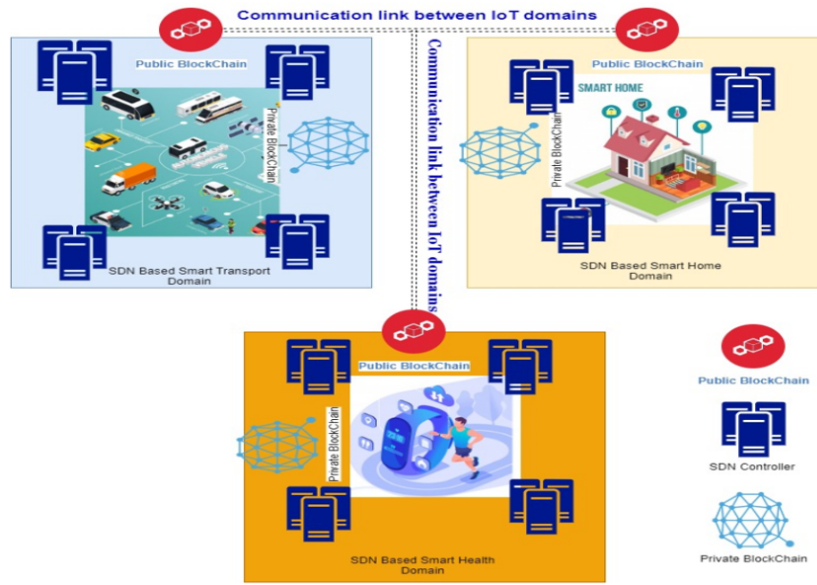 Communication link between IoT domains
Public BlockChain
Private BlockChain
SDN Based Smart Transport
Domain
Communication link between IoT domains
Public BlockChain
SMART HOME
Private BlockChain
SDN Based Smart Home
Domain
Public BlockChain
Private BlockChain
SDN Based Smart Health
Domain
Public BlockChain
SDN Controller
Private BlockChain